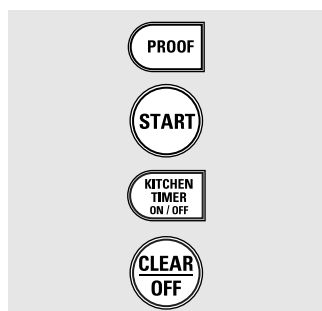 PROOF
START
KITCHEN
TIMER
ON / OFF
CLEAR
OFF